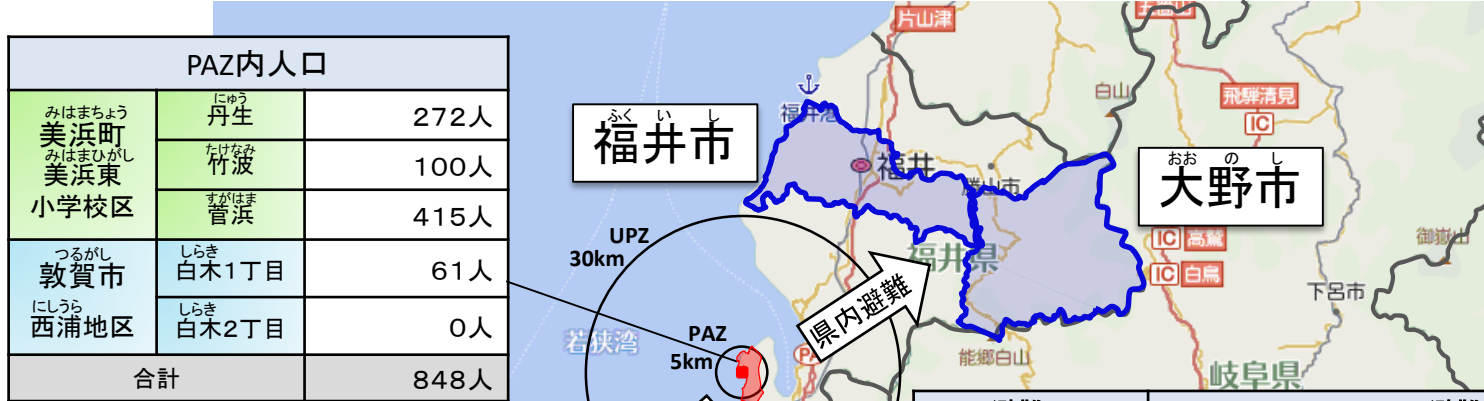 PAZ内人口
みはまちょう
美浜町
みはまひがし
美浜東
小学校区
にゅう
丹生
272人
たけなみ
竹波
100人
すがはま
菅浜
415人
つるがし
敦賀市
にしうら
西浦地区
しらき
白木1丁目
61人
しらき
白木2丁目
0人
合計
848人
片山津
白山
飛騨清見
IC
福井港
ふくいし
福井市
福井
勝山市
おおのし
大野市
UPZ
30km
福井県
IC 高鷲
IC 白鳥
御嶽山
下呂市
県内避難
若狭湾
PAZ
5km
能郷白山
岐阜県